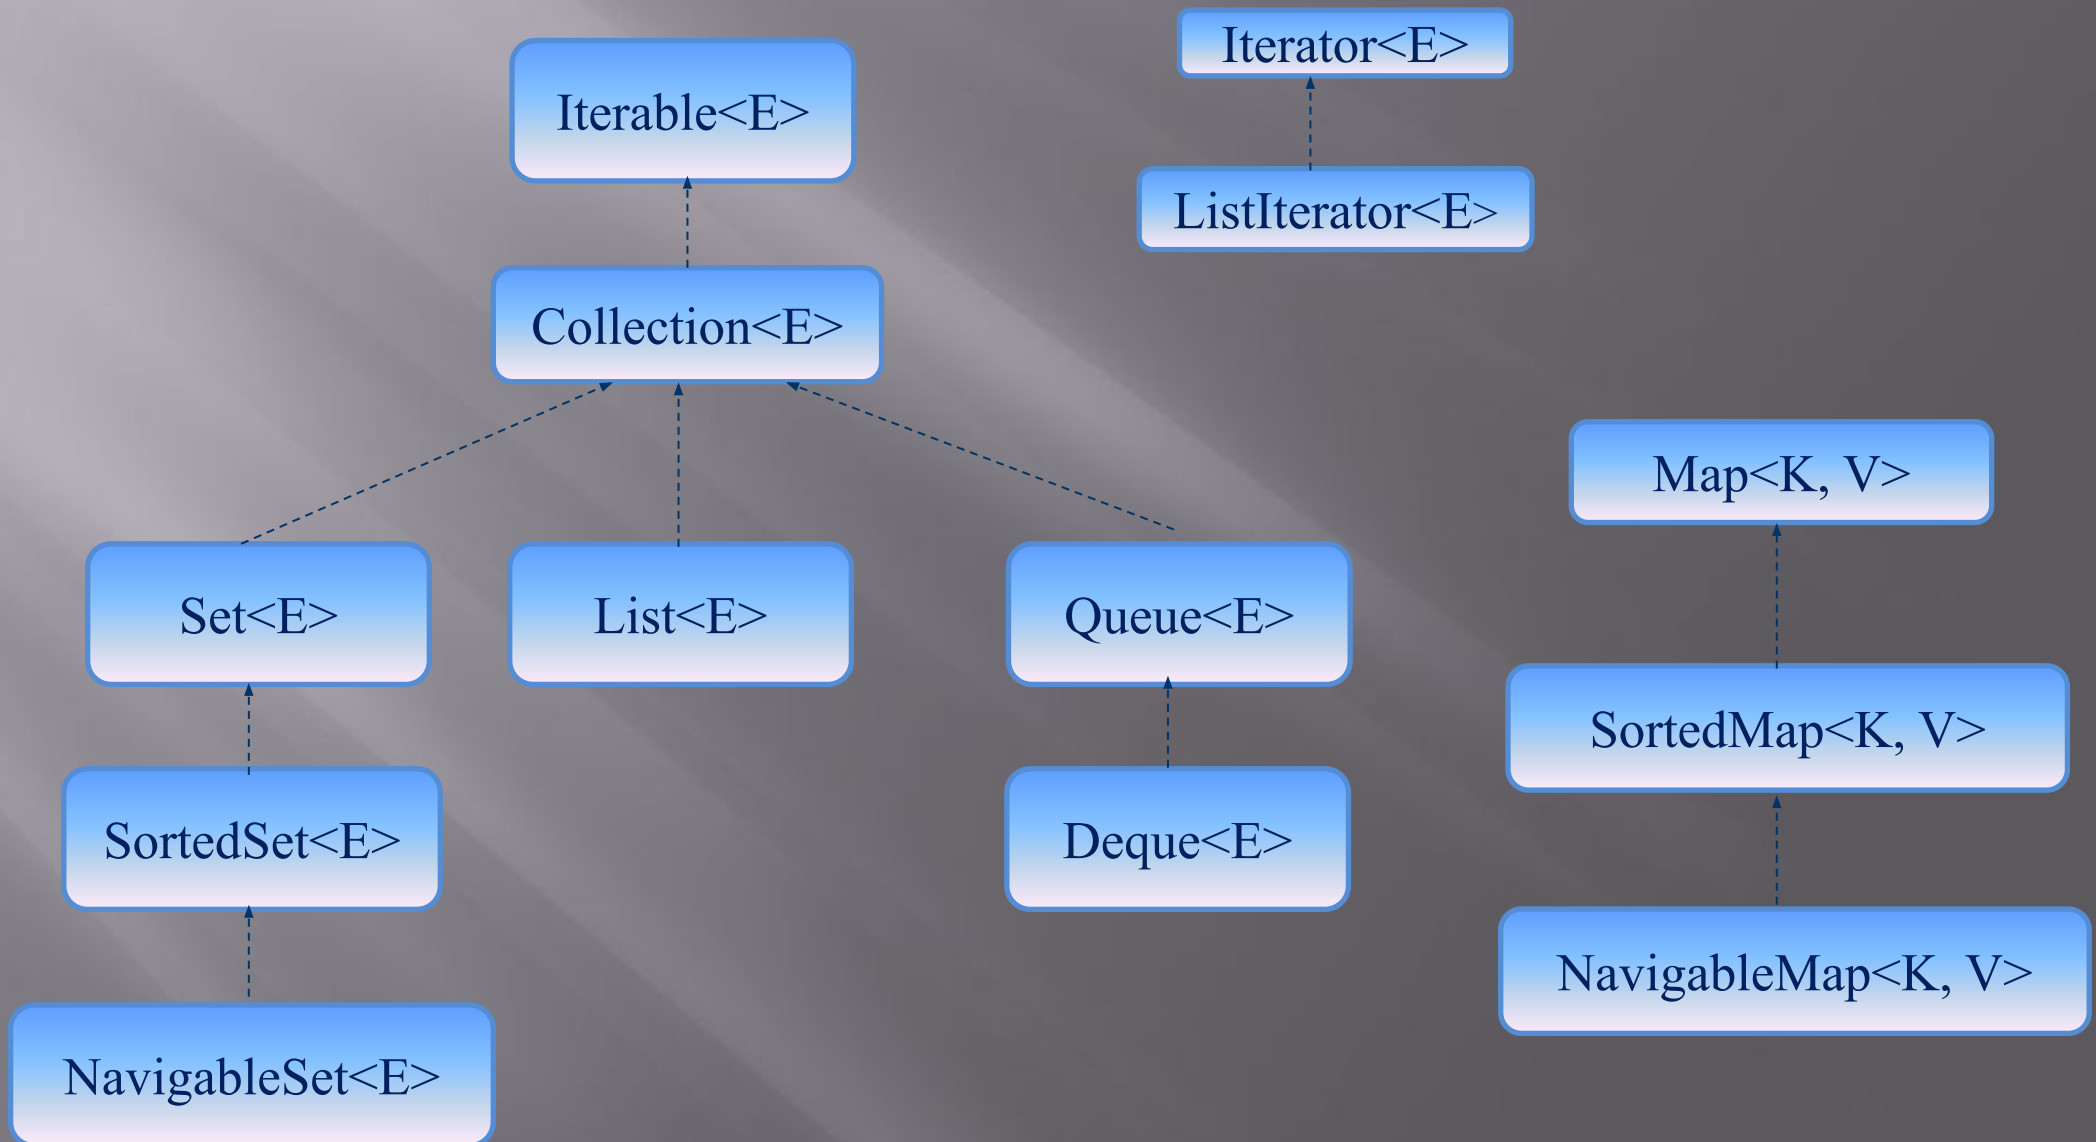 Iterable<E>
Iterator<E>
ListIterator<E>
Collection<E>
Map<K, V>
Set<E>
List<E>
Queue<E>
SortedMap<K, V>
SortedSet<E>
Deque<E>
NavigableMap<K, V>
NavigableSet<E>